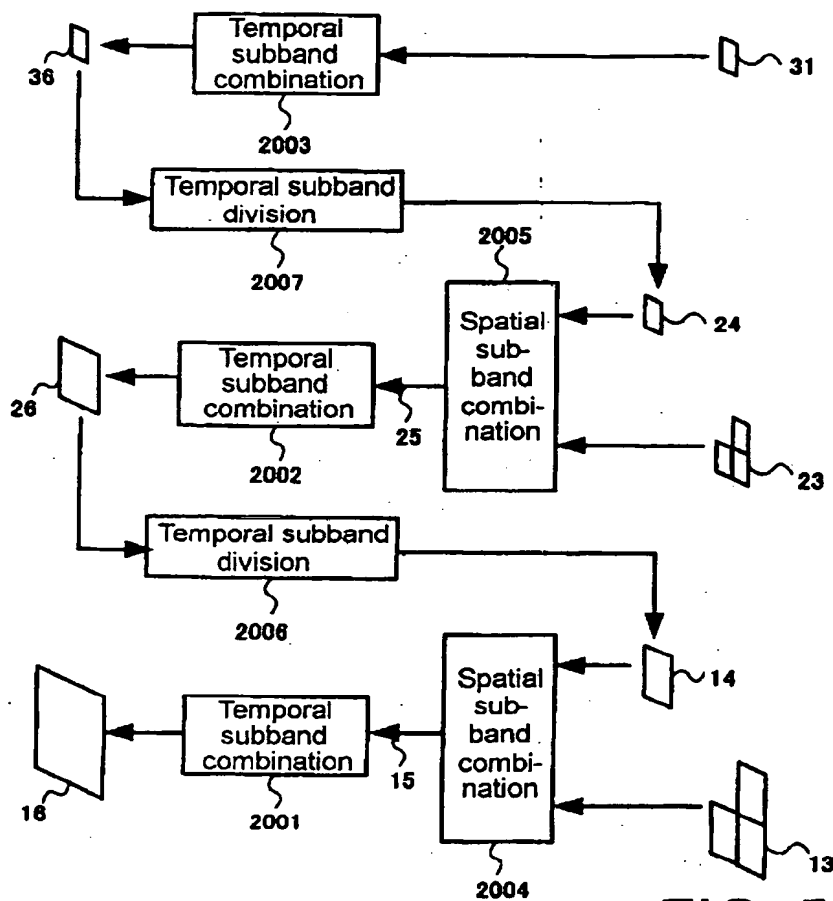 Temporal
subband
combination
36
31
2003
Temporal subband
division
2005
2007
24
Spatial
sub-
band
combi-
nation
Temporal
subband
combination
26
25
2002
23
Temporal subband
division
2006
14
Spatial
sub-
band
combi-
nation
Temporal
subband
combination
15
16
2001
13
2004